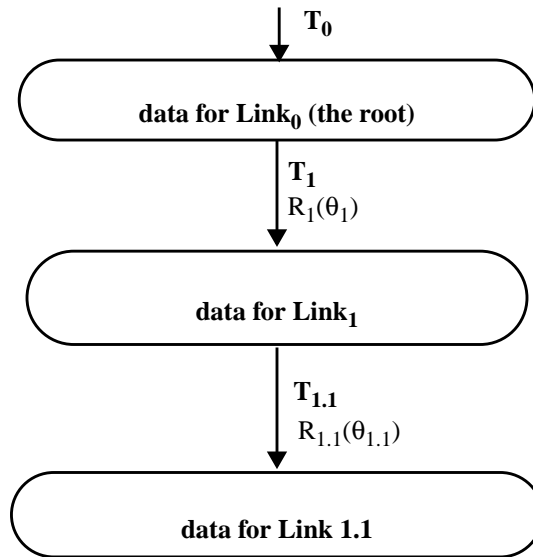 T₀
data for Link₀ (the root)
T₁
R₁(θ₁)
data for Link₁
T₁.₁
R₁.₁(θ₁.₁)
data for Link 1.1